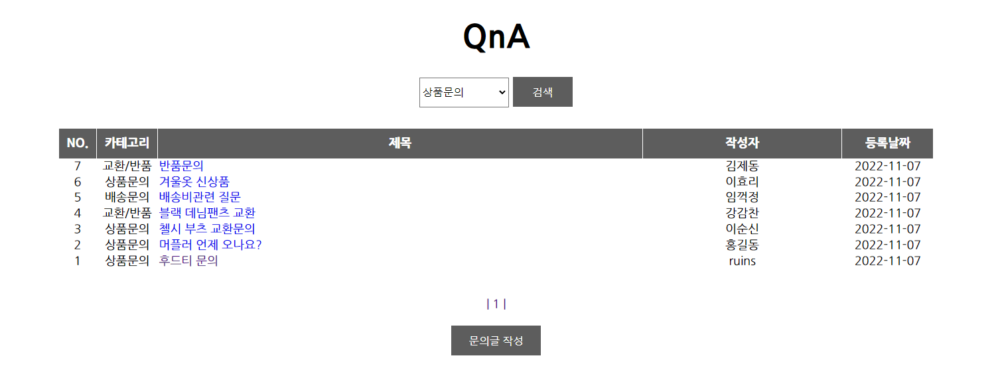 QnA
상품문의 검색
NO. 카테고리 제목 작성자 등록날짜
7 교환/반품 반품문의 김제동 2022-11-07
6 상품문의 겨울옷 신상품 이효리 2022-11-07
5 배송문의 배송비관련 질문 임꺽정 2022-11-07
4 교환/반품 블랙 데님팬츠 교환 강감찬 2022-11-07
3 상품문의 첼시 부츠 교환문의 이순신 2022-11-07
2 상품문의 머플러 언제 오나요? 홍길동 2022-11-07
1 상품문의 후드티 문의 ruins 2022-11-07
| 1 |
문의글 작성